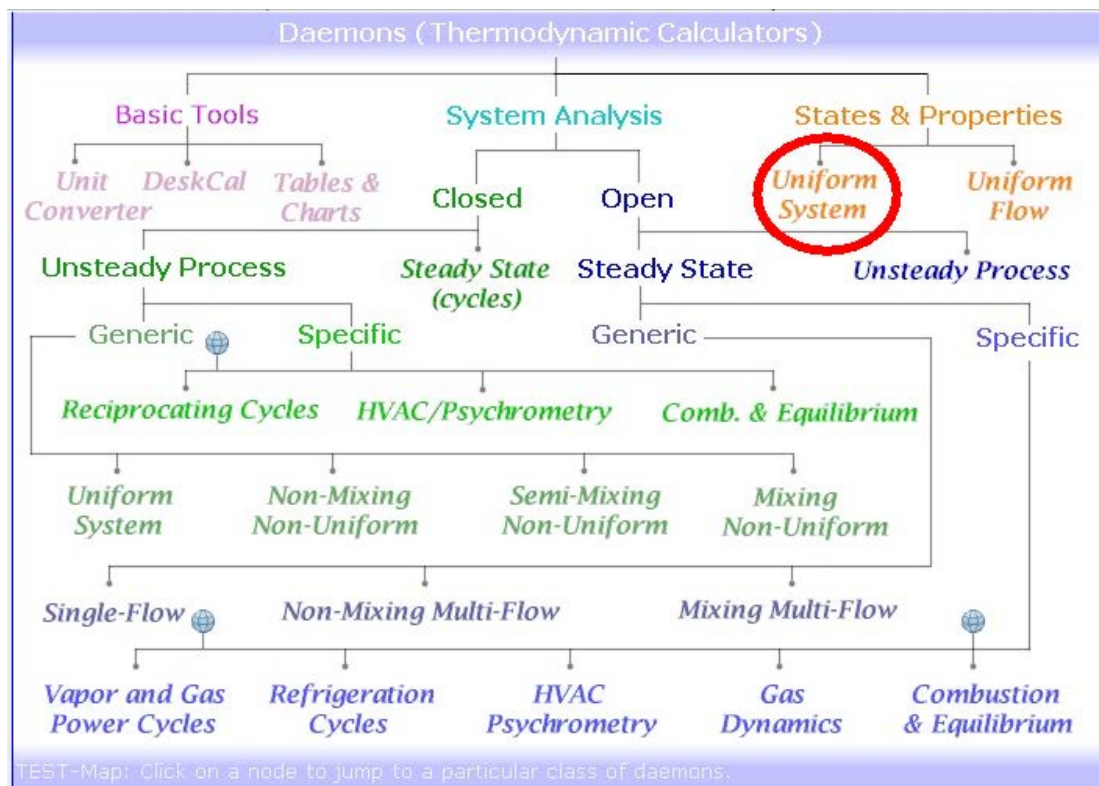 Daemons (Thermodynamic Calculators)
Basic Tools
System Analysis
States & Properties
Unit
Converter
DeskCal
Tables &
Charts
Closed
Open
Uniform
System
Uniform
Flow
Unsteady Process
Steady State
(cycles)
Steady State
Unsteady Process
Generic
Specific
Generic
Specific
Reciprocating Cycles
HVAC/Psychrometry
Comb. & Equilibrium
Uniform
System
Non-Mixing
Non-Uniform
Semi-Mixing
Non-Uniform
Mixing
Non-Uniform
Single-Flow
Non-Mixing Multi-Flow
Mixing Multi-Flow
Vapor and Gas
Power Cycles
Refrigeration
Cycles
HVAC
Psychrometry
Gas
Dynamics
Combustion
& Equilibrium
TEST-Map: Click on a node to jump to a particular class of daemons.